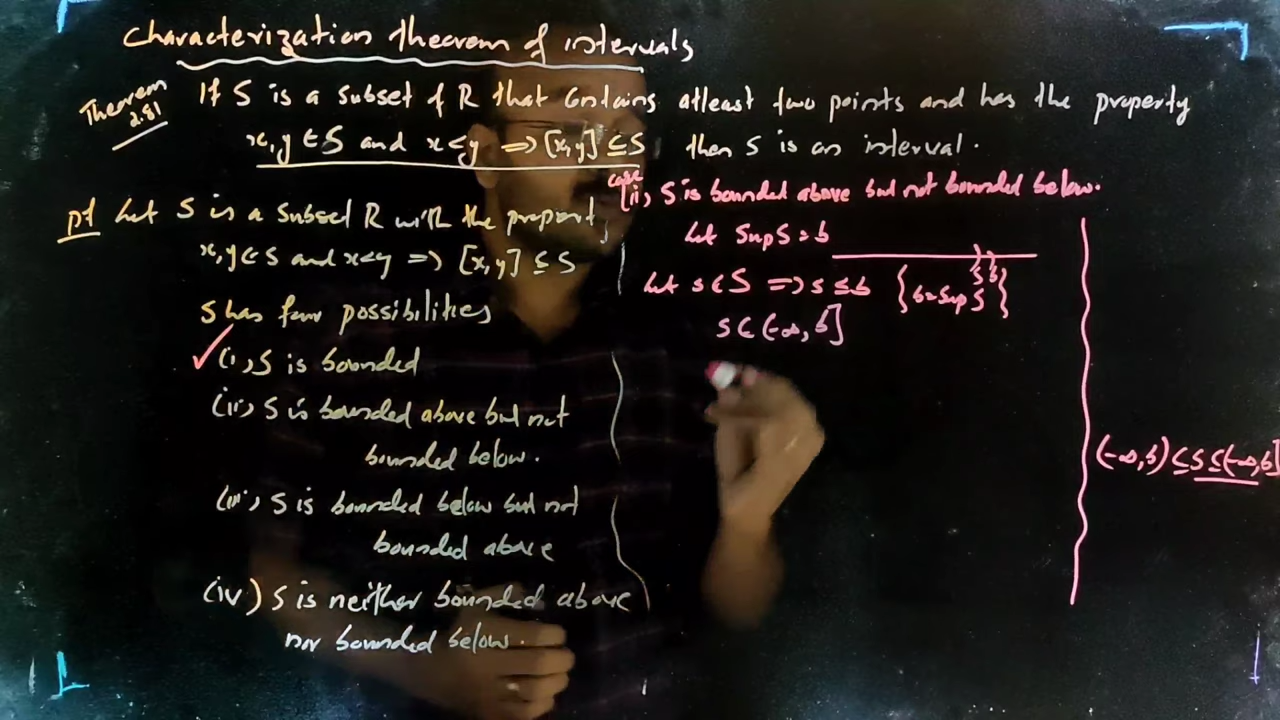 Characterization theorem of intervals
Theorem 2.81
If S is a subset of R that contains atleast two points and has the property
x,y ∈ S and x<y ⇒ [x,y] ⊆ S then S is an interval.
pf Let S is a subset R with the property
x,y ∈ S and x<y ⇒ [x,y] ⊆ S
S has four possibilities
(i) S is bounded
(ii) S is bounded above but not
bounded below.
(iii) S is bounded below but not
bounded above
(iv) S is neither bounded above
nor bounded below.
case (ii) S is bounded above but not bounded below.
Let Sup S = b
Let s ∈ S ⇒ s ≤ b { b = Sup S }
s b
s ∈ (-∞, b]
(-∞, b) ⊆ S ⊆ (-∞, b]